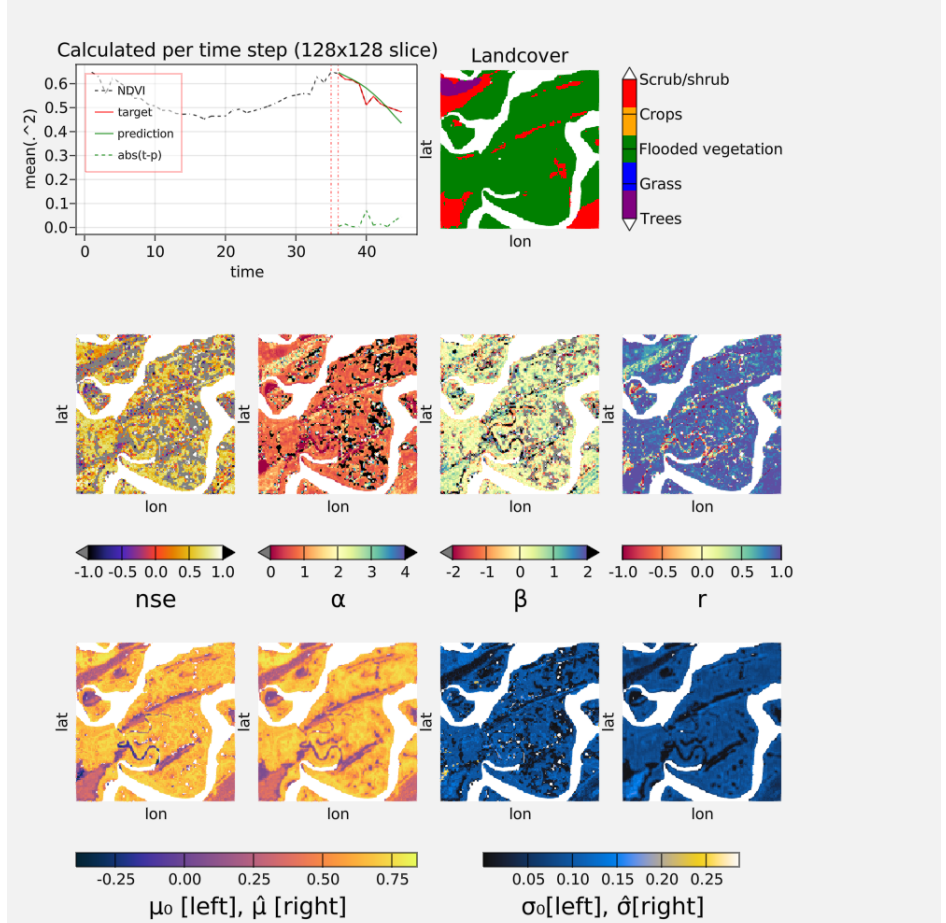 Calculated per time step (128x128 slice)
mean(.^2)
0.6
0.5
0.4
0.3
0.2
0.1
0.0
NDVI
target
prediction
abs(t-p)
0 10 20 30 40
time
Landcover
lat
lon
Scrub/shrub
Crops
Flooded vegetation
Grass
Trees
lat lat lat
lon lon lon lon
-1.0 -0.5 0.0 0.5 1.0
nse
0 1 2 3 4
α
-2 -1 0 1 2
β
-1.0 -0.5 0.0 0.5 1.0
r
lat lat lat
lon lon lon lon
-0.25 0.00 0.25 0.50 0.75
μ₀ [left], μ̂ [right]
0.05 0.10 0.15 0.20 0.25
σ₀[left], σ̂[right]